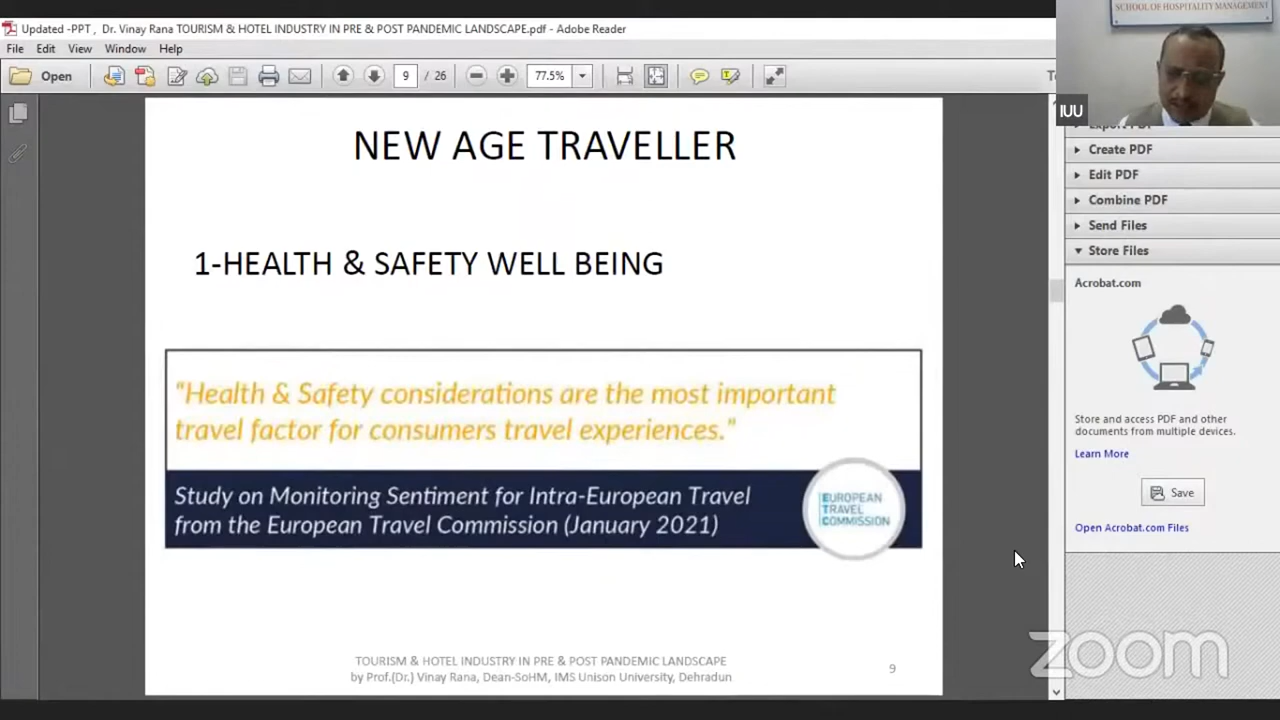 Updated -PPT , Dr. Vinay Rana TOURISM & HOTEL INDUSTRY IN PRE & POST PANDEMIC LANDSCAPE.pdf - Adobe Reader
File Edit View Window Help
Open 9 / 26 77.5%
SCHOOL OF HOSPITALITY MANAGEMENT
IUU
NEW AGE TRAVELLER
1-HEALTH & SAFETY WELL BEING
"Health & Safety considerations are the most important
travel factor for consumers travel experiences."
Study on Monitoring Sentiment for Intra-European Travel
from the European Travel Commission (January 2021)
EUROPEAN
TRAVEL
COMMISSION
TOURISM & HOTEL INDUSTRY IN PRE & POST PANDEMIC LANDSCAPE
by Prof.(Dr.) Vinay Rana, Dean-SoHM, IMS Unison University, Dehradun
9
Export PDF
Create PDF
Edit PDF
Combine PDF
Send Files
Store Files
Acrobat.com
Store and access PDF and other
documents from multiple devices.
Learn More
Save
Open Acrobat.com Files
zoom